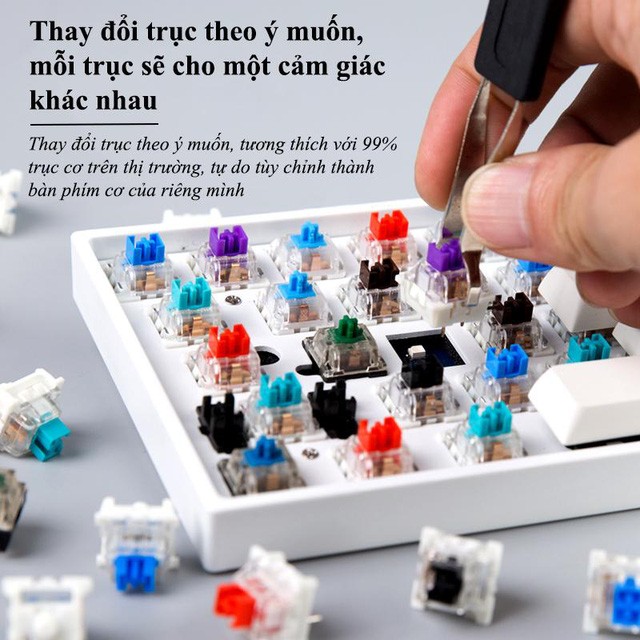 Thay đổi trục theo ý muốn,
mỗi trục sẽ cho một cảm giác
khác nhau
Thay đổi trục theo ý muốn, tương thích với 99%
trục cơ trên thị trường, tự do tùy chỉnh thành
bàn phím cơ của riêng mình